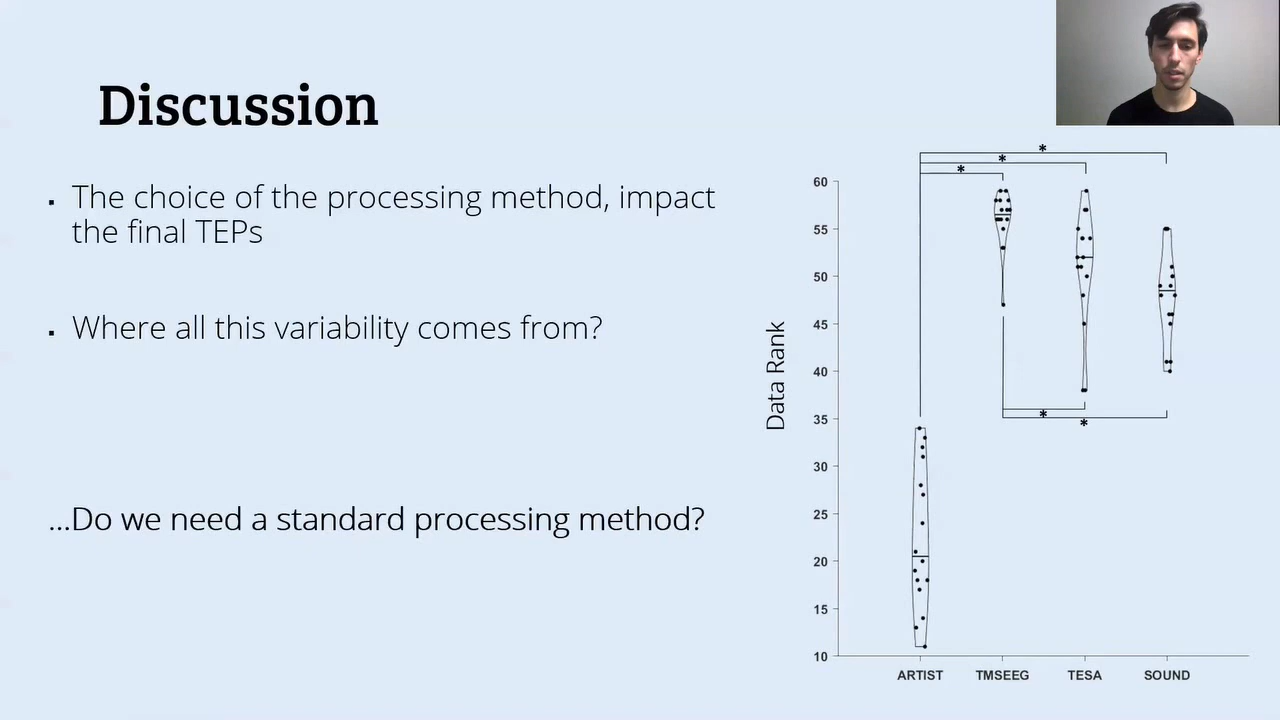 Discussion
▪ The choice of the processing method, impact
the final TEPs
▪ Where all this variability comes from?
...Do we need a standard processing method?
*
*
*
60
55
50
45
40
35
30
25
20
15
10
Data Rank
*
*
ARTIST TMSEEG TESA SOUND